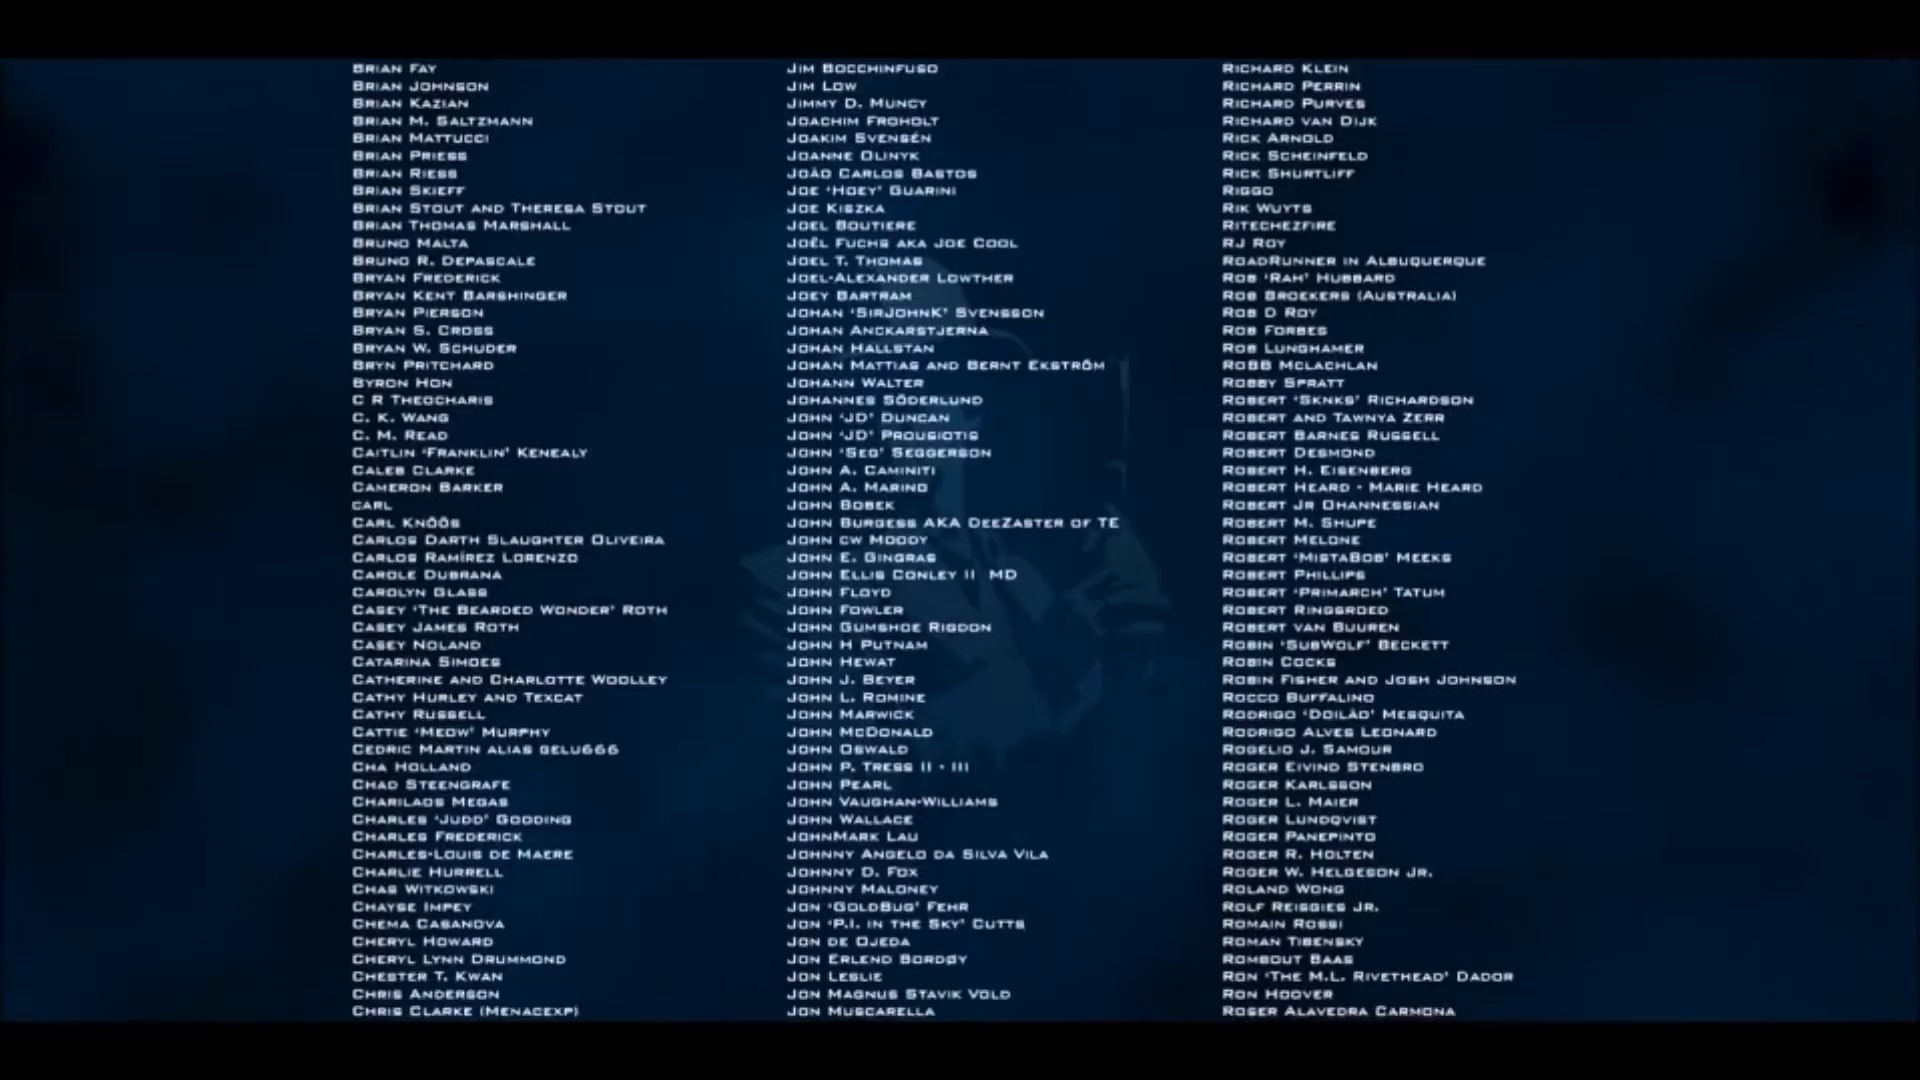 BRIAN FAY
BRIAN JOHNSON
BRIAN KAZIAN
BRIAN M. SALTZMANN
BRIAN MATTUCCI
BRIAN PRIESS
BRIAN RIESS
BRIAN SKIEFF
BRIAN STOUT AND THERESA STOUT
BRIAN THOMAS MARSHALL
BRUNO MALTA
BRUNO R. DEPASCALE
BRYAN FREDERICK
BRYAN KENT BARSHINGER
BRYAN PIERSON
BRYAN S. CROSS
BRYAN W. SCHUDER
BRYN PRITCHARD
BYRON HON
C R THEOCHARIS
C. K. WANG
C. M. READ
CAITLIN ‘FRANKLIN’ KENEALY
CALEB CLARKE
CAMERON BARKER
CARL
CARL KNÖÖS
CARLOS DARTH SLAUGHTER OLIVEIRA
CARLOS RAMÍREZ LORENZO
CAROLE DUBRANA
CAROLYN GLASS
CASEY ‘THE BEARDED WONDER’ ROTH
CASEY JAMES ROTH
CASEY NOLAND
CATARINA SIMOES
CATHERINE AND CHARLOTTE WOOLLEY
CATHY HURLEY AND TEXCAT
CATHY RUSSELL
CATTIE ‘MEOW’ MURPHY
CEDRIC MARTIN ALIAS GELU666
CHA HOLLAND
CHAD STEENGRAFE
CHARILAOS MEGAS
CHARLES ‘JUDD’ GOODING
CHARLES FREDERICK
CHARLES-LOUIS DE MAERE
CHARLIE HURRELL
CHAS WITKOWSKI
CHAYSE IMPEY
CHEMA CASANOVA
CHERYL HOWARD
CHERYL LYNN DRUMMOND
CHESTER T. KWAN
CHRIS ANDERSON
CHRIS CLARKE (MENACEXP)
JIM BOCCHINFUSO
JIM LOW
JIMMY D. MUNCY
JOACHIM FROHOLT
JOAKIM SVENSÉN
JOANNE OLINYK
JOÃO CARLOS BASTOS
JOE ‘HOEY’ GUARINI
JOE KISZKA
JOEL BOUTIERE
JOËL FUCHS AKA JOE COOL
JOEL T. THOMAS
JOEL-ALEXANDER LOWTHER
JOEY BARTRAM
JOHAN ‘SIRJOHNK’ SVENSSON
JOHAN ANCKARSTJERNA
JOHAN HALLSTAN
JOHAN MATTIAS AND BERNT EKSTRÖM
JOHANN WALTER
JOHANNES SÖDERLUND
JOHN ‘JD’ DUNCAN
JOHN ‘JD’ PROUSIOTIS
JOHN ‘SEG’ SEGGERSON
JOHN A. CAMINITI
JOHN A. MARINO
JOHN BOBEK
JOHN BURGESS AKA DEEZASTER OF TE
JOHN CW MOODY
JOHN E. GINGRAS
JOHN ELLIS CONLEY II MD
JOHN FLOYD
JOHN FOWLER
JOHN GUMSHOE RIGDON
JOHN H PUTNAM
JOHN HEWAT
JOHN J. BEYER
JOHN L. ROMINE
JOHN MARWICK
JOHN MCDONALD
JOHN OSWALD
JOHN P. TRESS II - III
JOHN PEARL
JOHN VAUGHAN-WILLIAMS
JOHN WALLACE
JOHNMARK LAU
JOHNNY ANGELO DA SILVA VILA
JOHNNY D. FOX
JOHNNY MALONEY
JON ‘GOLDBUG’ FEHR
JON ‘P.I. IN THE SKY’ CUTTS
JON DE OJEDA
JON ERLEND BORDØY
JON LESLIE
JON MAGNUS STAVIK VOLD
JON MUSCARELLA
RICHARD KLEIN
RICHARD PERRIN
RICHARD PURVES
RICHARD VAN DIJK
RICK ARNOLD
RICK SCHEINFELD
RICK SHURTLIFF
RIGGO
RIK WUYTS
RITECHEZFIRE
RJ ROY
ROADRUNNER IN ALBUQUERQUE
ROB ‘RAH’ HUBBARD
ROB BROEKERS (AUSTRALIA)
ROB D ROY
ROB FORBES
ROB LUNGHAMER
ROBB MCLACHLAN
ROBBY SPRATT
ROBERT ‘SKNKS’ RICHARDSON
ROBERT AND TAWNYA ZERR
ROBERT BARNES RUSSELL
ROBERT DESMOND
ROBERT H. EISENBERG
ROBERT HEARD - MARIE HEARD
ROBERT JR OHANNESSIAN
ROBERT M. SHUPE
ROBERT MELONE
ROBERT ‘MISTABOB’ MEEKS
ROBERT PHILLIPS
ROBERT ‘PRIMARCH’ TATUM
ROBERT RINGSROED
ROBERT VAN BUUREN
ROBIN ‘SUBWOLF’ BECKETT
ROBIN COCKS
ROBIN FISHER AND JOSH JOHNSON
ROCCO BUFFALINO
RODRIGO ‘DOILÃO’ MESQUITA
RODRIGO ALVES LEONARD
ROGELIO J. SAMOUR
ROGER EIVIND STENBRO
ROGER KARLSSON
ROGER L. MAIER
ROGER LUNDQVIST
ROGER PANEPINTO
ROGER R. HOLTEN
ROGER W. HELGESON JR.
ROLAND WONG
ROLF REISGIES JR.
ROMAIN ROSSI
ROMAN TIBENSKY
ROMBOUT BAAS
RON ‘THE M.L. RIVETHEAD’ DADOR
RON HOOVER
ROSER ALAVEDRA CARMONA